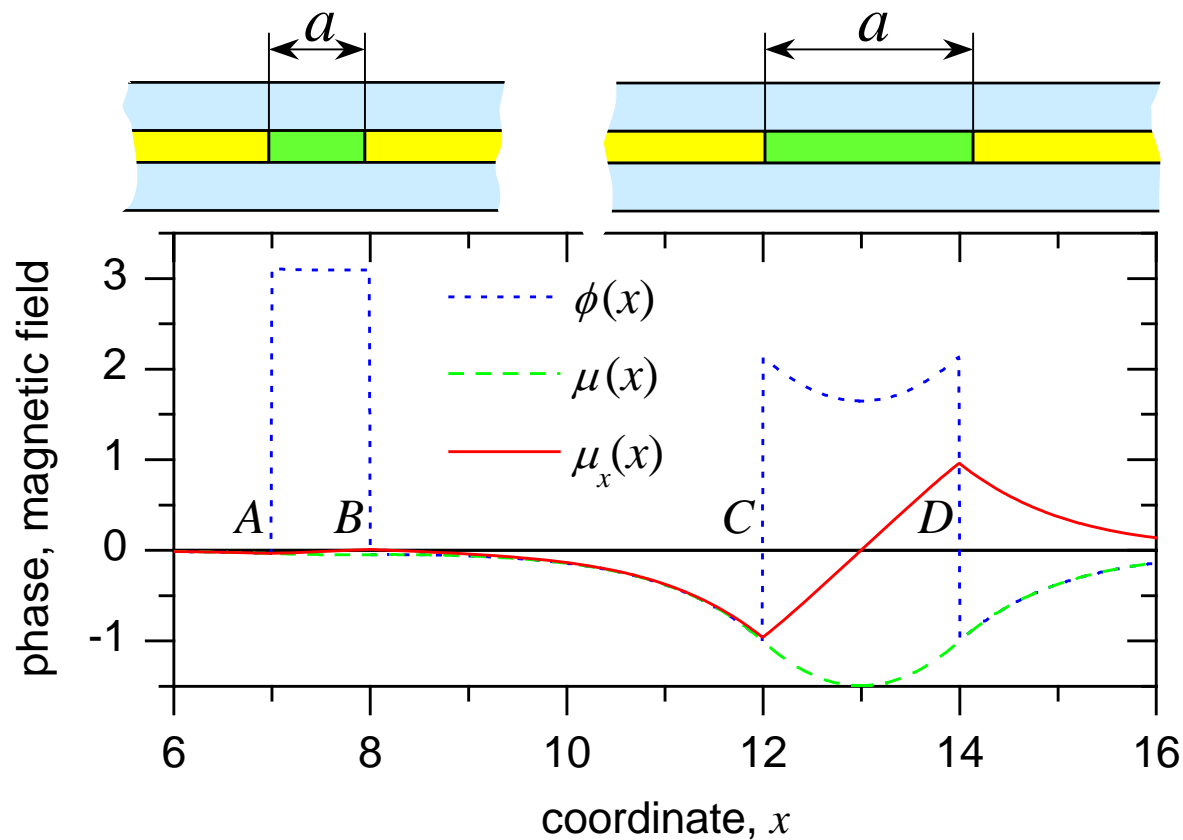 a
a
phase, magnetic field
3
2
1
0
-1
ϕ(x)
μ(x)
μx(x)
A
B
C
D
6
8
10
12
14
16
coordinate, x